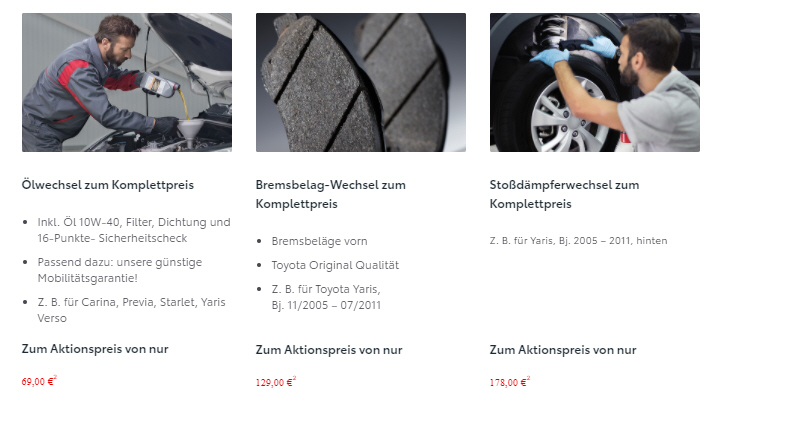 Ölwechsel zum Komplettpreis
Inkl. Öl 10W-40, Filter, Dichtung und
16-Punkte- Sicherheitscheck
Passend dazu: unsere günstige
Mobilitätsgarantie!
Z. B. für Carina, Previa, Starlet, Yaris
Verso
Zum Aktionspreis von nur
69,00 €²
Bremsbelag-Wechsel zum
Komplettpreis
Bremsbeläge vorn
Toyota Original Qualität
Z. B. für Toyota Yaris,
Bj. 11/2005 – 07/2011
Zum Aktionspreis von nur
129,00 €²
Stoßdämpferwechsel zum
Komplettpreis
Z. B. für Yaris, Bj. 2005 – 2011, hinten
Zum Aktionspreis von nur
178,00 €²